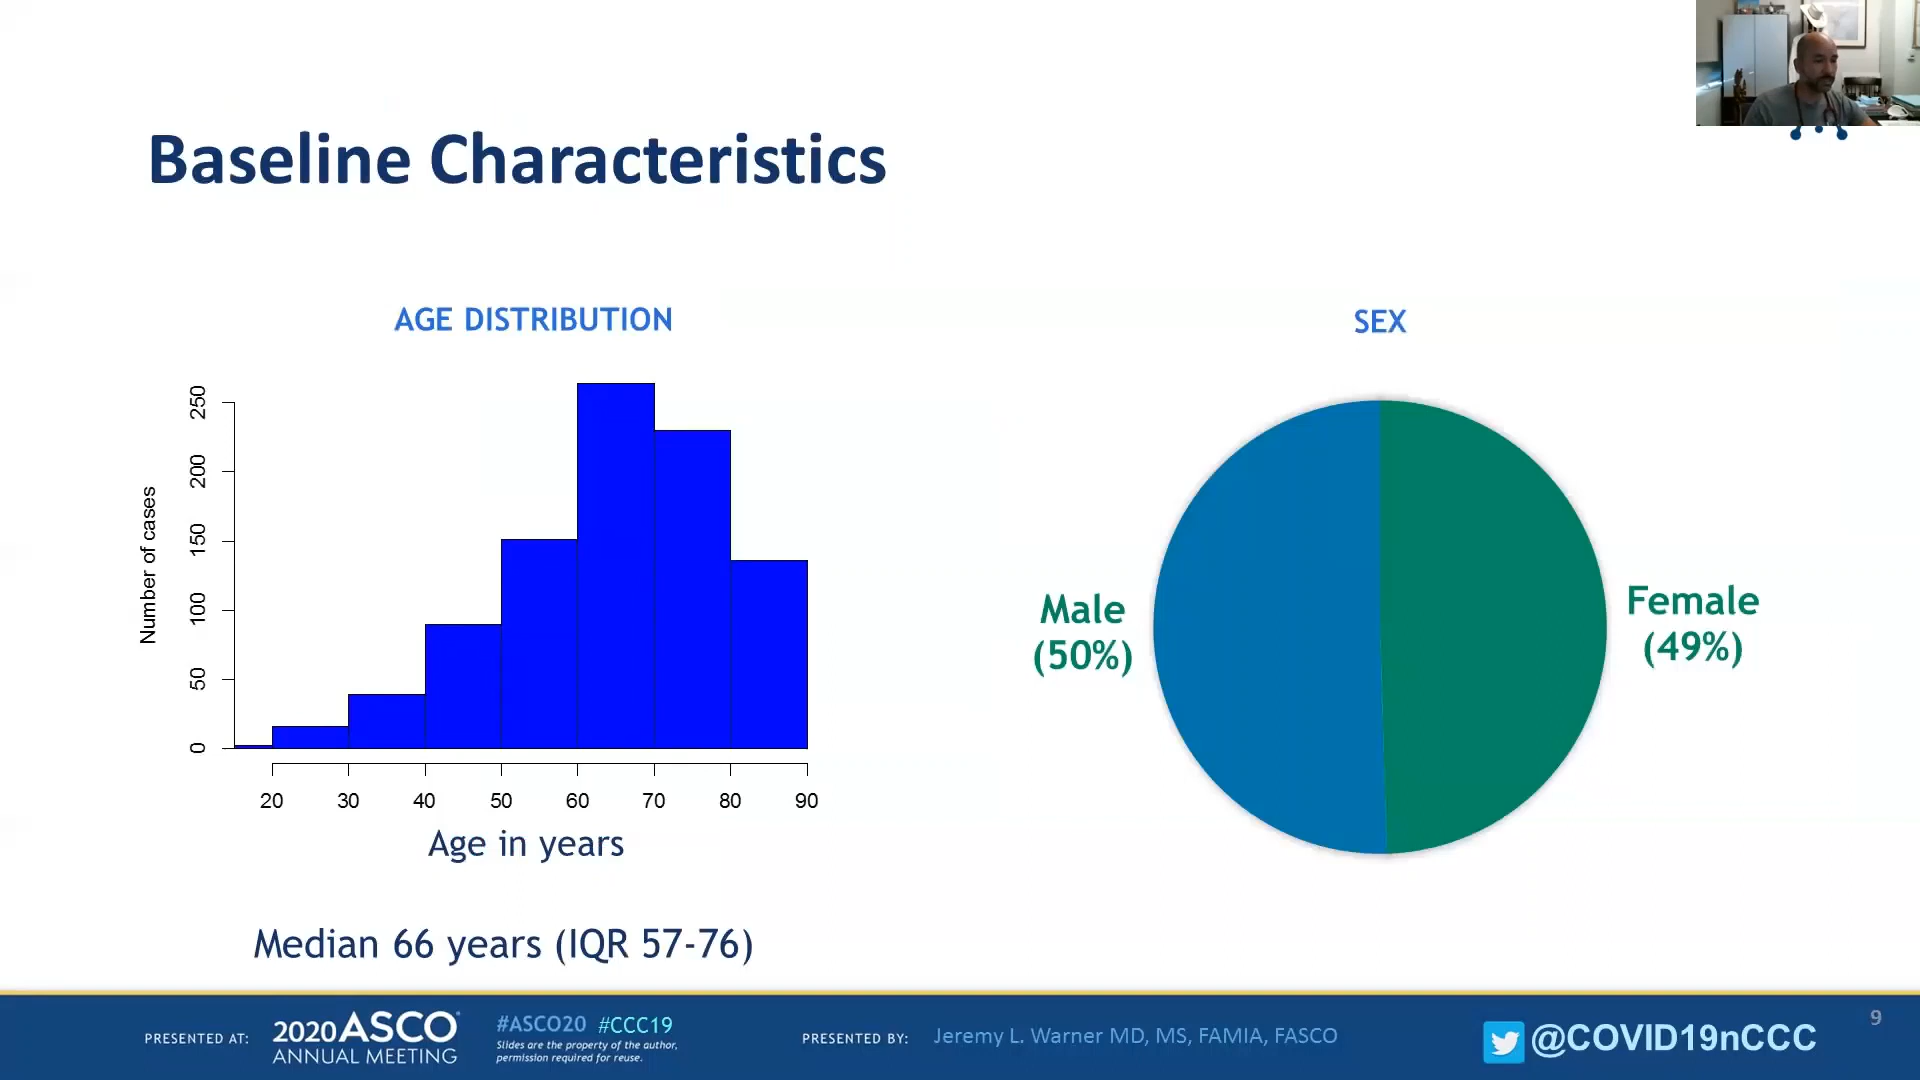 Baseline Characteristics
AGE DISTRIBUTION
Number of cases
250
200
150
100
50
0
20 30 40 50 60 70 80 90
Age in years
Median 66 years (IQR 57-76)
SEX
Male
(50%)
Female
(49%)
PRESENTED AT:
2020 ASCO
ANNUAL MEETING
#ASCO20 #CCC19
Slides are the property of the author,
permission required for reuse.
PRESENTED BY:
Jeremy L. Warner MD, MS, FAMIA, FASCO
@COVID19nCCC
9